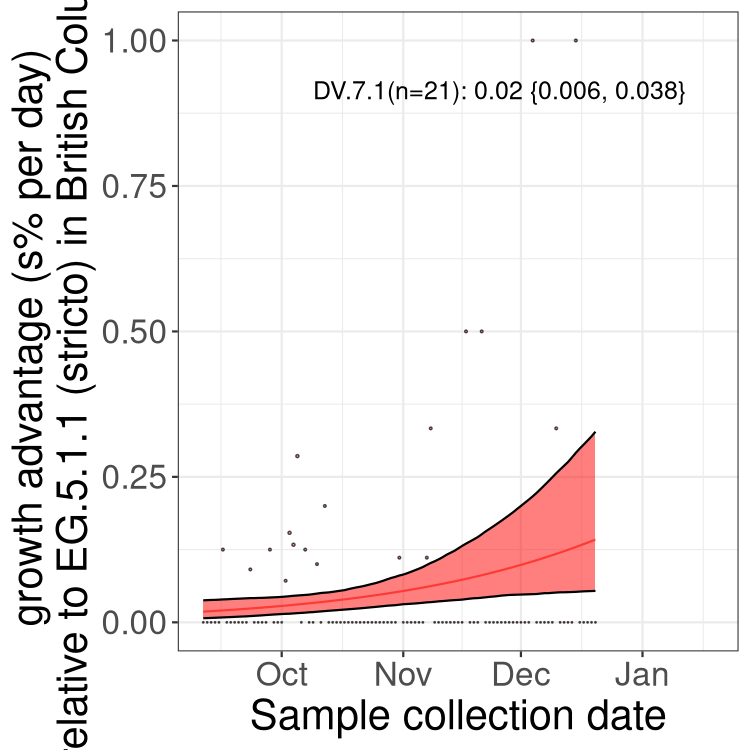 growth advantage (s% per day)
relative to EG.5.1.1 (stricto) in British
1.00
0.75
0.50
0.25
0.00
DV.7.1(n=21): 0.02 {0.006, 0.038}
Oct Nov Dec Jan
Sample collection date